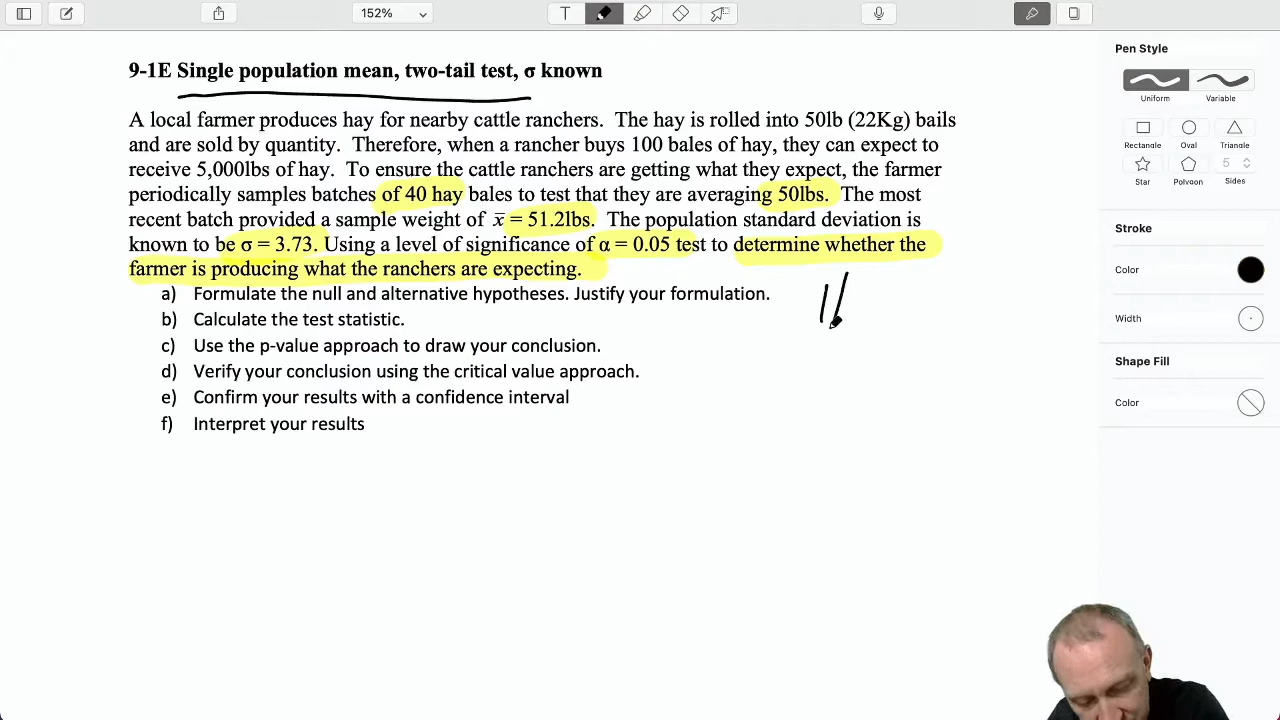 152%
T
9-1E Single population mean, two-tail test, σ known
A local farmer produces hay for nearby cattle ranchers. The hay is rolled into 50lb (22Kg) bails
and are sold by quantity. Therefore, when a rancher buys 100 bales of hay, they can expect to
receive 5,000lbs of hay. To ensure the cattle ranchers are getting what they expect, the farmer
periodically samples batches of 40 hay bales to test that they are averaging 50lbs. The most
recent batch provided a sample weight of x̅ = 51.2lbs. The population standard deviation is
known to be σ = 3.73. Using a level of significance of α = 0.05 test to determine whether the
farmer is producing what the ranchers are expecting.
a) Formulate the null and alternative hypotheses. Justify your formulation.
b) Calculate the test statistic.
c) Use the p-value approach to draw your conclusion.
d) Verify your conclusion using the critical value approach.
e) Confirm your results with a confidence interval
f) Interpret your results
Pen Style
Uniform Variable
Rectangle Oval Triangle
5
Star Polygon Sides
Stroke
Color
Width
Shape Fill
Color